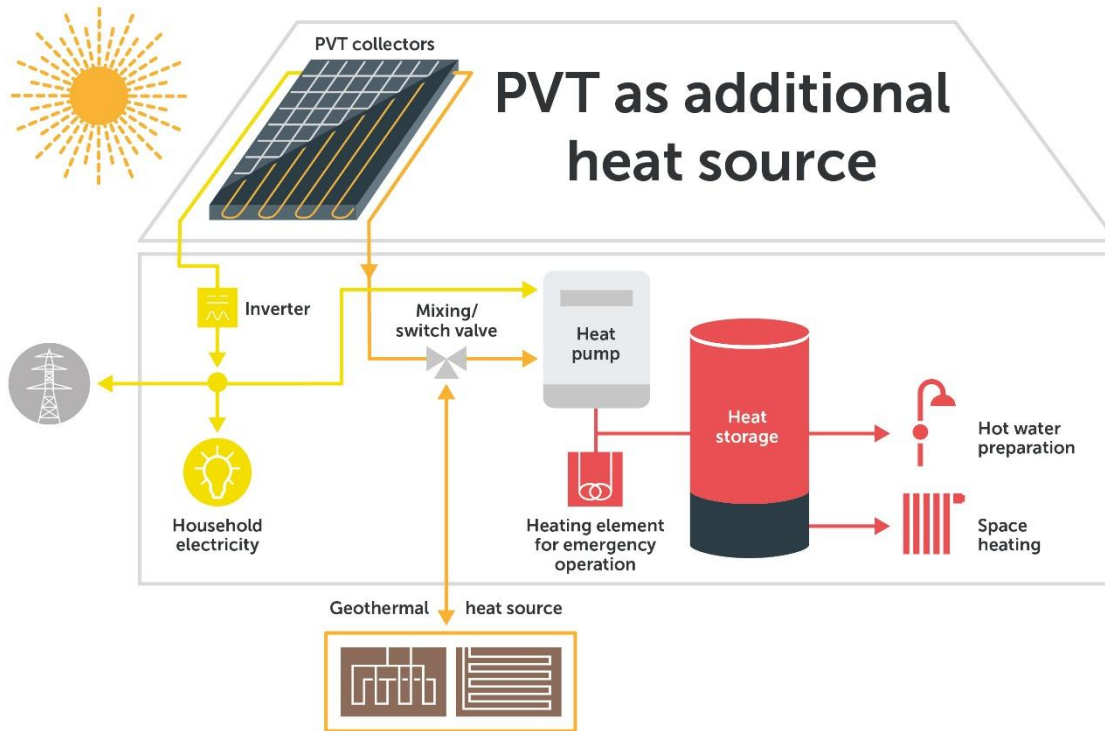 PVT collectors
PVT as additional
heat source
Inverter
Mixing/
switch valve
Heat
pump
Heat
storage
Hot water
preparation
Household
electricity
Heating element
for emergency
operation
Space
heating
Geothermal heat source